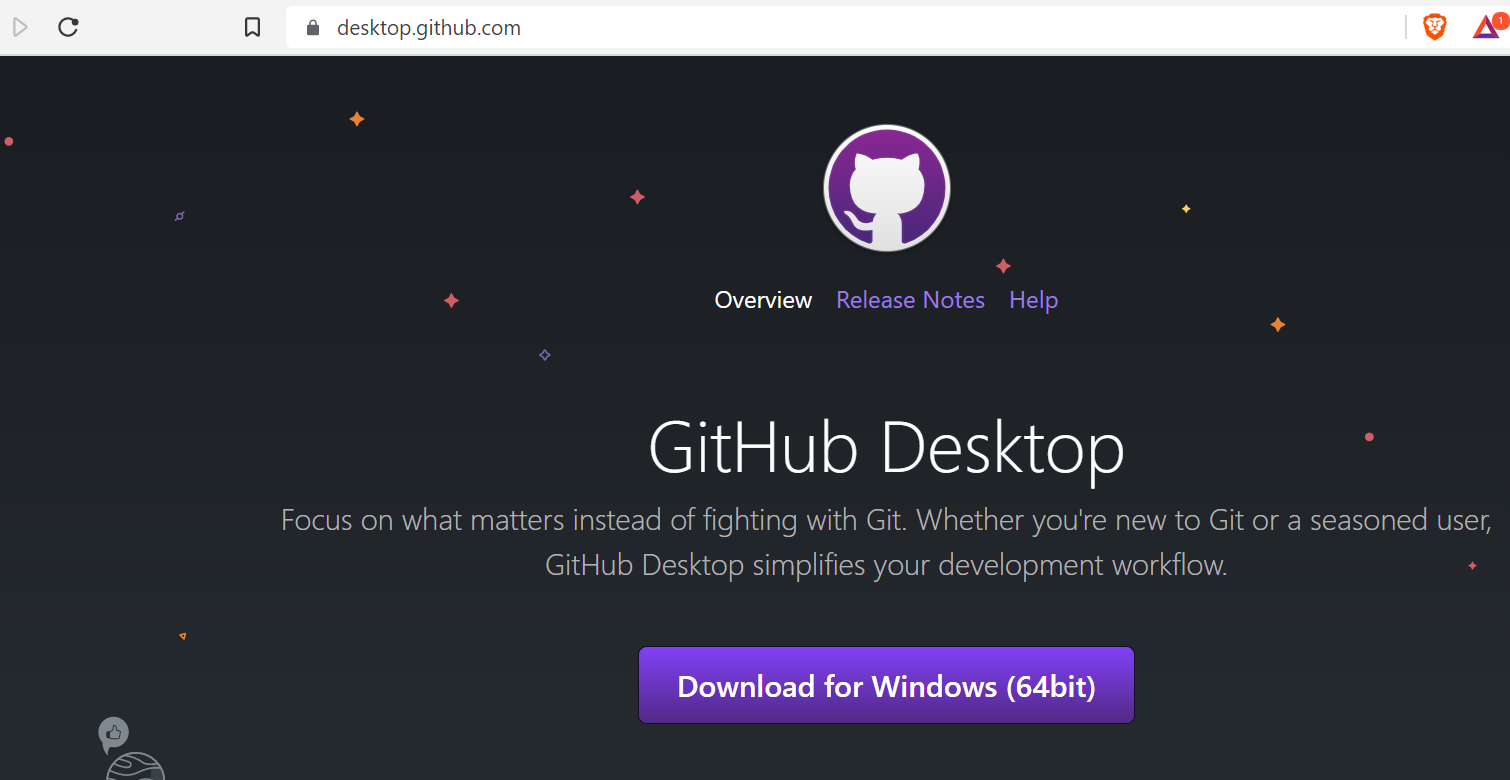 desktop.github.com
1
Overview Release Notes Help
GitHub Desktop
Focus on what matters instead of fighting with Git. Whether you're new to Git or a seasoned user,
GitHub Desktop simplifies your development workflow.
Download for Windows (64bit)